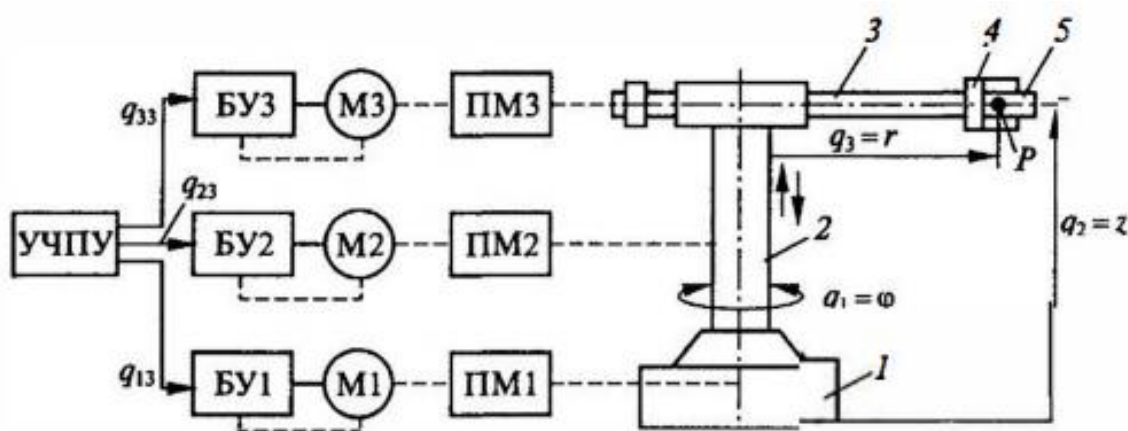 3 4 5
q₃₃ БУ3 М3 ПМ3
q₃ = r P
q₂₃
УЧПУ БУ2 М2 ПМ2 2 q₂ = z
q₁ = φ
q₁₃ БУ1 М1 ПМ1 1